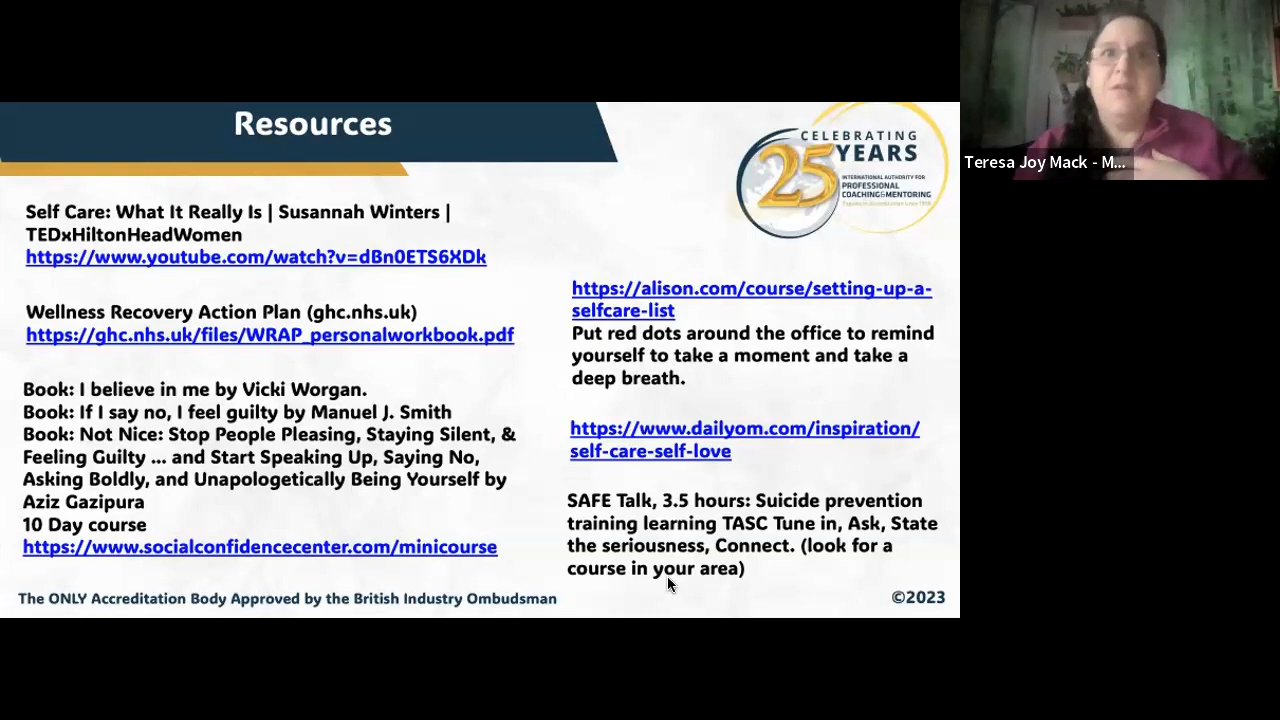 Resources
CELEBRATING
25 YEARS
INTERNATIONAL AUTHORITY FOR
PROFESSIONAL
COACHING&MENTORING
Self Care: What It Really Is | Susannah Winters |
TEDxHiltonHeadWomen
https://www.youtube.com/watch?v=dBn0ETS6XDk
Wellness Recovery Action Plan (ghc.nhs.uk)
https://ghc.nhs.uk/files/WRAP_personalworkbook.pdf
Book: I believe in me by Vicki Worgan.
Book: If I say no, I feel guilty by Manuel J. Smith
Book: Not Nice: Stop People Pleasing, Staying Silent, &
Feeling Guilty ... and Start Speaking Up, Saying No,
Asking Boldly, and Unapologetically Being Yourself by
Aziz Gazipura
10 Day course
https://www.socialconfidencecenter.com/minicourse
https://alison.com/course/setting-up-a-
selfcare-list
Put red dots around the office to remind
yourself to take a moment and take a
deep breath.
https://www.dailyom.com/inspiration/
self-care-self-love
SAFE Talk, 3.5 hours: Suicide prevention
training learning TASC Tune in, Ask, State
the seriousness, Connect. (look for a
course in your area)
The ONLY Accreditation Body Approved by the British Industry Ombudsman
©2023
Teresa Joy Mack - M...